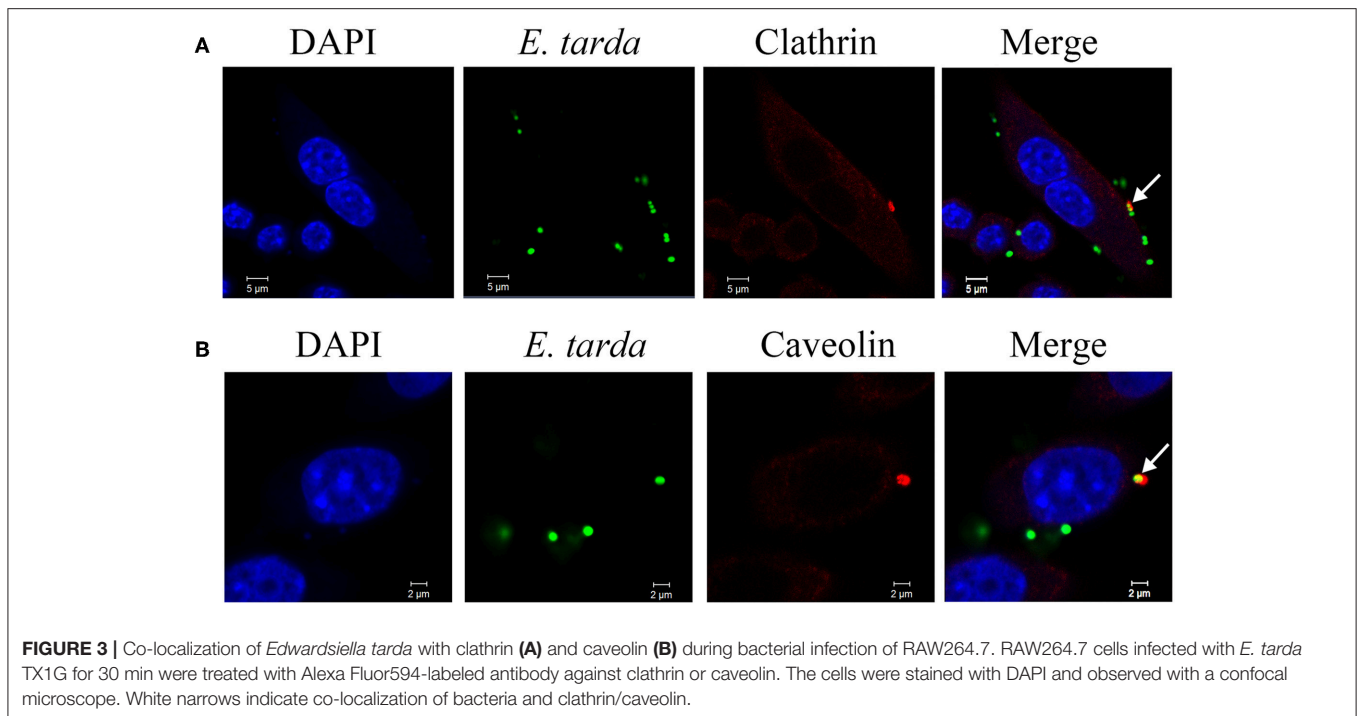 A
DAPI E. tarda Clathrin Merge
5 µm 5 µm 5 µm 5 µm
B
DAPI E. tarda Caveolin Merge
2 µm 2 µm 2 µm 2 µm
FIGURE 3 | Co-localization of Edwardsiella tarda with clathrin (A) and caveolin (B) during bacterial infection of RAW264.7. RAW264.7 cells infected with E. tarda
TX1G for 30 min were treated with Alexa Fluor594-labeled antibody against clathrin or caveolin. The cells were stained with DAPI and observed with a confocal
microscope. White narrows indicate co-localization of bacteria and clathrin/caveolin.